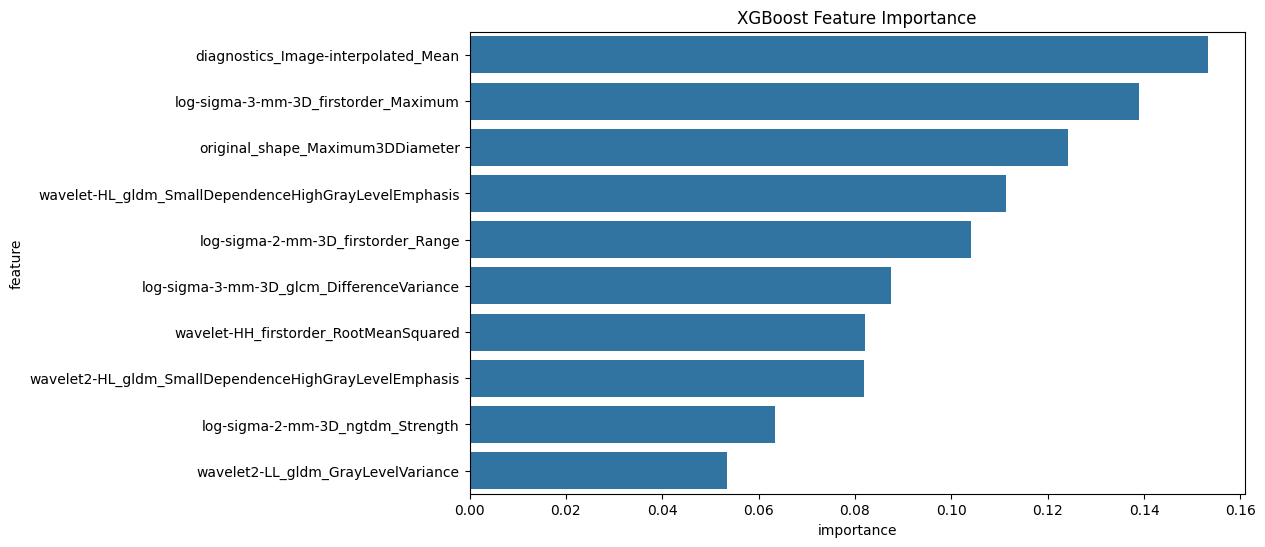 XGBoost Feature Importance
feature
diagnostics_Image-interpolated_Mean
log-sigma-3-mm-3D_firstorder_Maximum
original_shape_Maximum3DDiameter
wavelet-HL_gldm_SmallDependenceHighGrayLevelEmphasis
log-sigma-2-mm-3D_firstorder_Range
log-sigma-3-mm-3D_glcm_DifferenceVariance
wavelet-HH_firstorder_RootMeanSquared
wavelet2-HL_gldm_SmallDependenceHighGrayLevelEmphasis
log-sigma-2-mm-3D_ngtdm_Strength
wavelet2-LL_gldm_GrayLevelVariance
0.00 0.02 0.04 0.06 0.08 0.10 0.12 0.14 0.16
importance